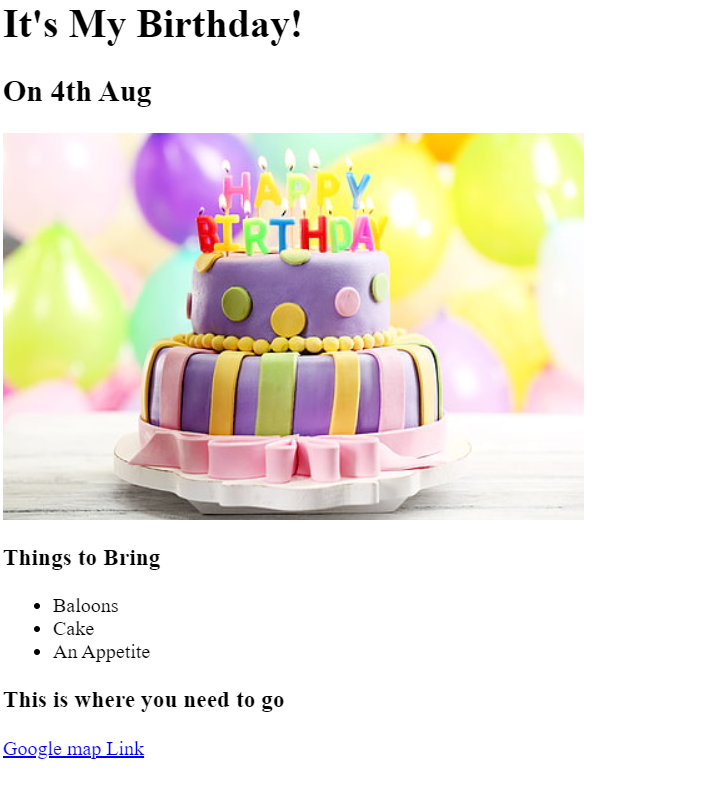 It's My Birthday!
On 4th Aug
HAPPY
BIRTHDAY
Things to Bring
Baloons
Cake
An Appetite
This is where you need to go
Google map Link